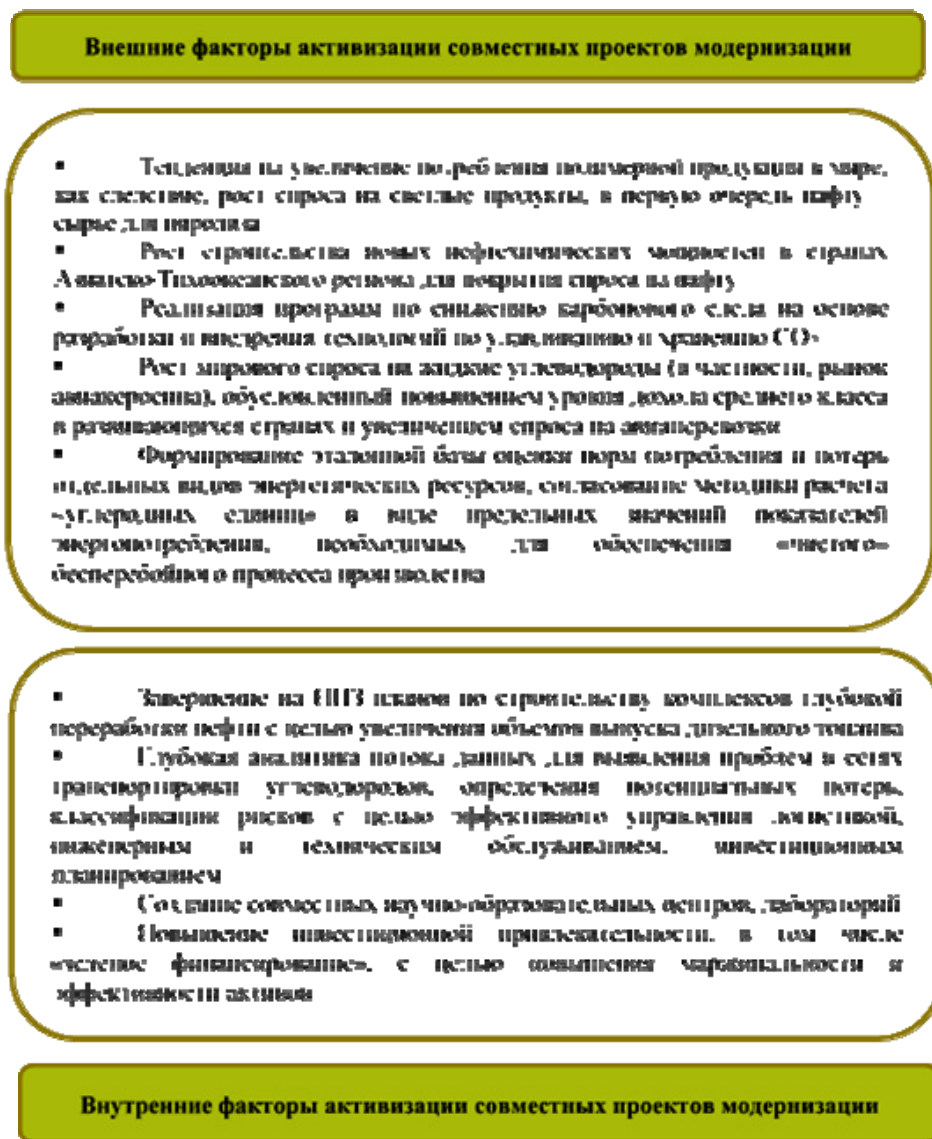 Внешние факторы активизации совместных проектов модернизации
▪ Тенденция на увеличение потребления полимерной продукции в мире,
как следствие, рост спроса на светлые продукты, в первую очередь нафту
сырье для пиролиза
▪ Рост строительства новых нефтехимических мощностей в странах
Азиатско-Тихоокеанского региона для покрытия спроса на нафту
▪ Реализация программ по снижению карбонового следа на основе
разработки и внедрения технологий по улавливанию и хранению CO₂
▪ Рост мирового спроса на жидкие углеводороды (в частности, рынок
авиакеросина), обусловленный повышением уровня дохода среднего класса
в развивающихся странах и увеличением спроса на авиаперевозки
▪ Формирование эталонной базы оценки норм потребления и потерь
отдельных видов энергетических ресурсов, согласование методики расчета
«углеродных единиц» в виде предельных значений показателей
энергопотребления, необходимых для обеспечения «чистого»
бесперебойного процесса производства
▪ Завершение на НПЗ планов по строительству комплексов глубокой
переработки нефти с целью увеличения объемов выпуска дизельного топлива
▪ Глубокая аналитика потока данных для выявления проблем в сетях
транспортировки углеводородов, определения потенциальных потерь,
классификации рисков с целью эффективного управления логистикой,
инженерным и техническим обслуживанием, инвестиционным
планированием
▪ Создание совместных научно-образовательных центров, лабораторий
▪ Повышение инвестиционной привлекательности, в том числе
«зеленое финансирование», с целью повышения маржинальности и
эффективности активов
Внутренние факторы активизации совместных проектов модернизации